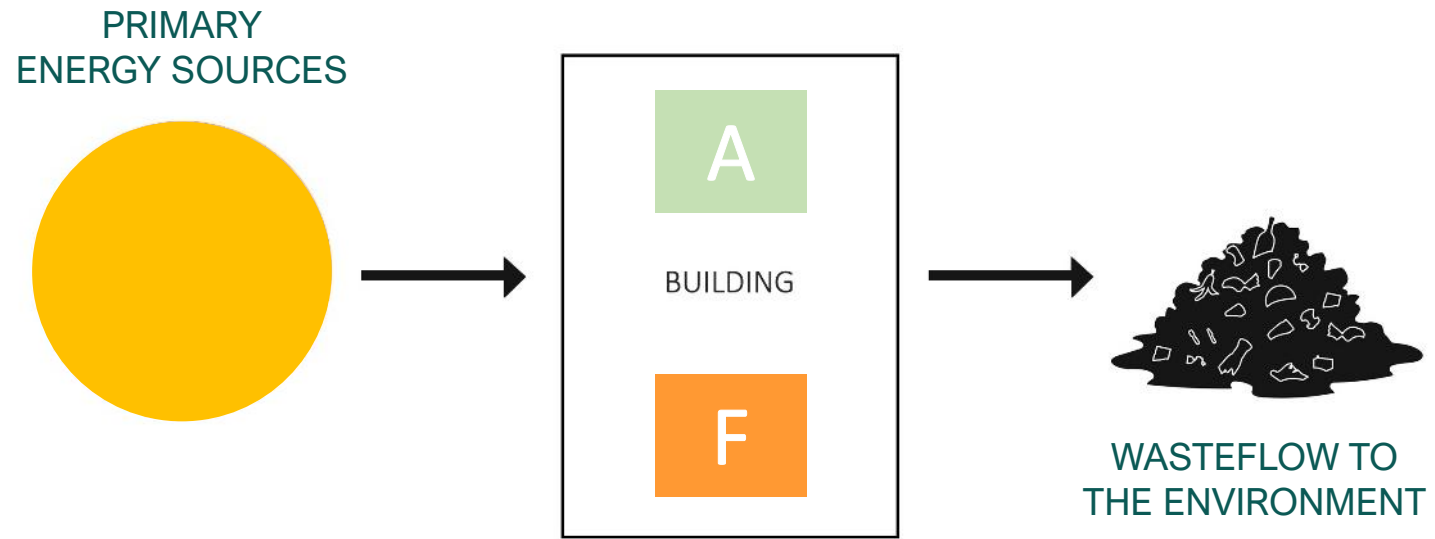 PRIMARY
ENERGY SOURCES
A
BUILDING
F
WASTEFLOW TO
THE ENVIRONMENT